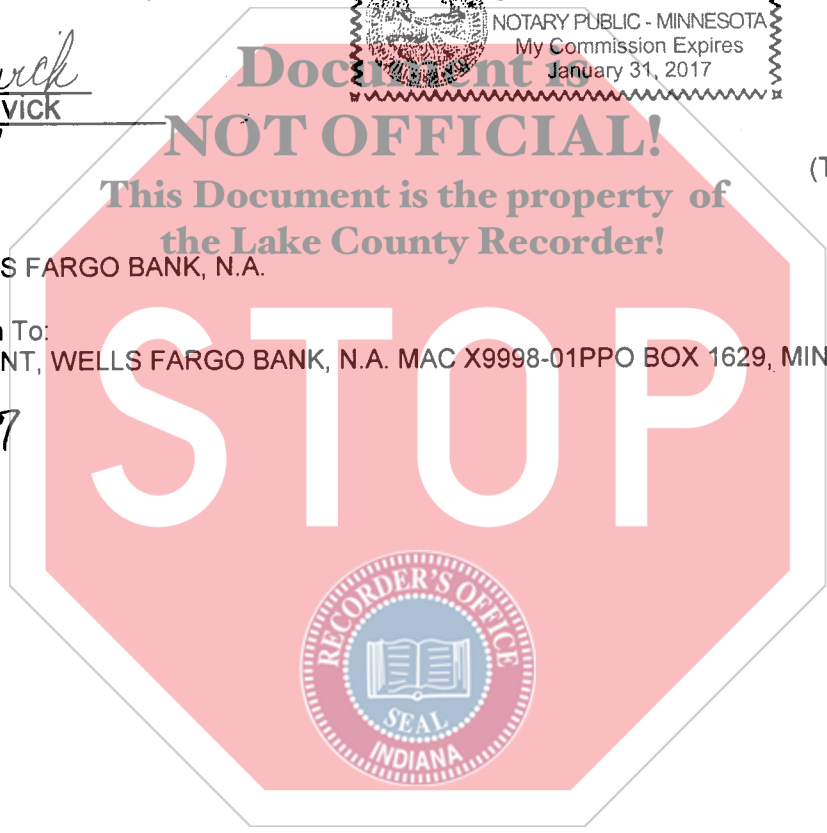 NOTARY PUBLIC - MINNESOTA
My Commission Expires
January 31, 2017
Document is
NOT OFFICIAL!
This Document is the property of
the Lake County Recorder!
S FARGO BANK, N.A.
To:
NT, WELLS FARGO BANK, N.A. MAC X9998-01PPO BOX 1629, MIN
7
STOP
RECORDER'S OFFICE
SEAL
INDIANA